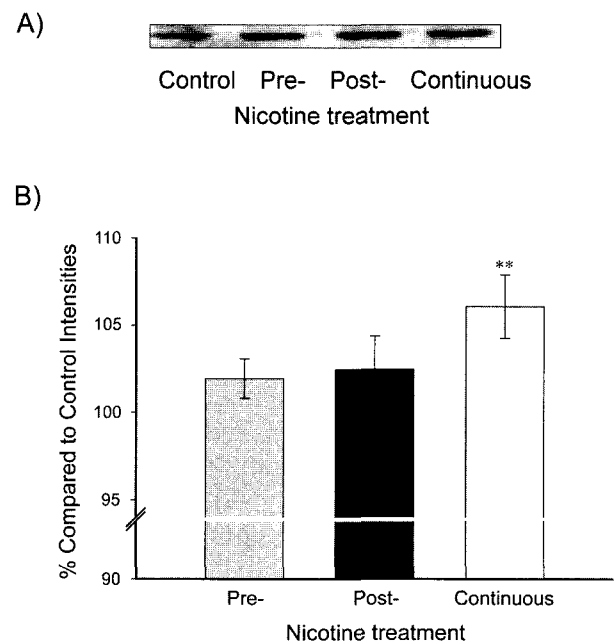 A)
Control Pre- Post- Continuous
Nicotine treatment
B)
% Compared to Control Intensities
110
105
100
95
90
**
Pre- Post- Continuous
Nicotine treatment